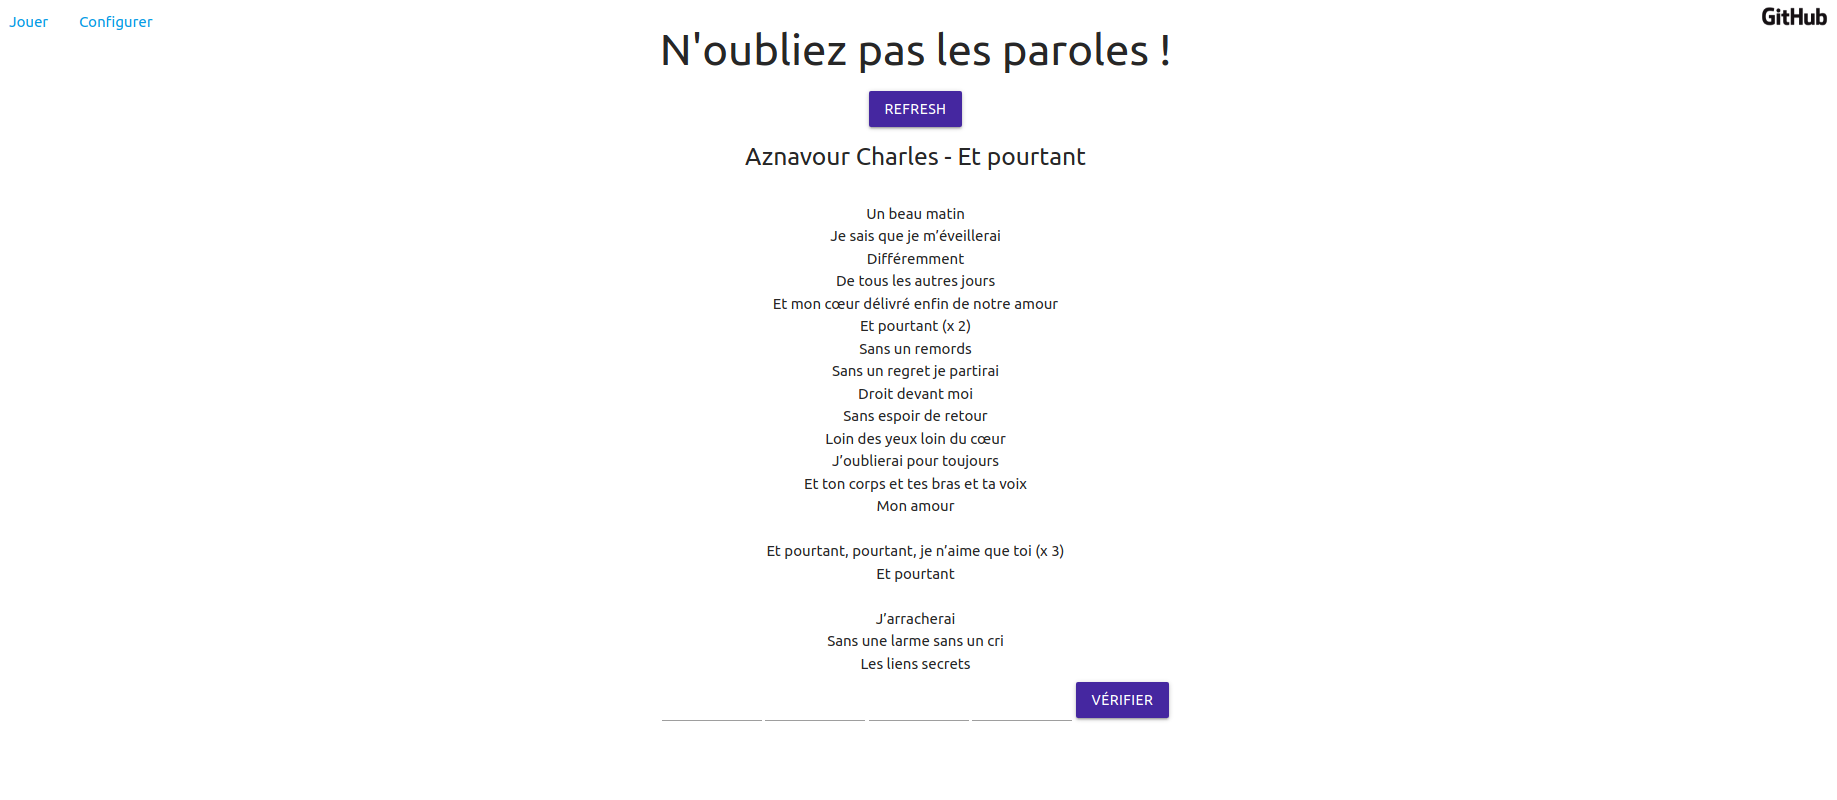 Jouer
Configurer
GitHub
N'oubliez pas les paroles !
REFRESH
Aznavour Charles - Et pourtant
Un beau matin
Je sais que je m’éveillerai
Différemment
De tous les autres jours
Et mon cœur délivré enfin de notre amour
Et pourtant (x 2)
Sans un remords
Sans un regret je partirai
Droit devant moi
Sans espoir de retour
Loin des yeux loin du cœur
J’oublierai pour toujours
Et ton corps et tes bras et ta voix
Mon amour
Et pourtant, pourtant, je n’aime que toi (x 3)
Et pourtant
J’arracherai
Sans une larme sans un cri
Les liens secrets
VÉRIFIER